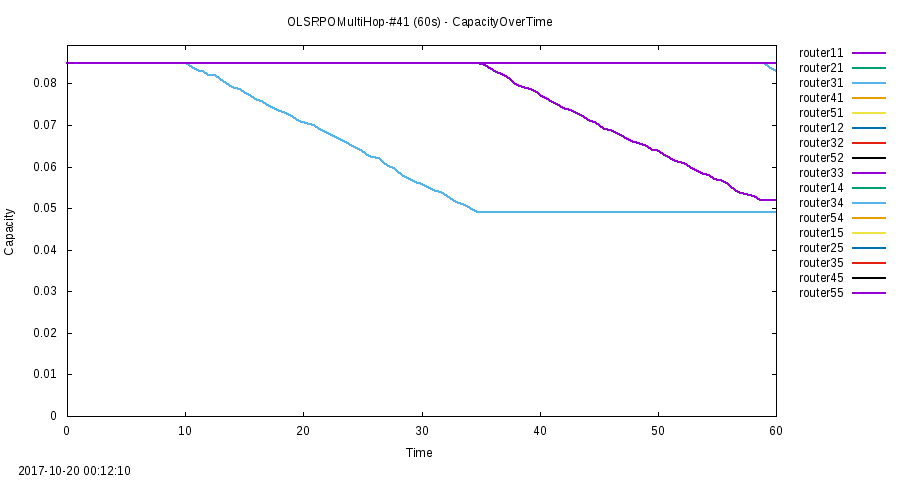 OLSRPOMultiHop-#41 (60s) - CapacityOverTime
router11
router21
router31
router41
router51
router12
router32
router52
router33
router14
router34
router54
router15
router25
router35
router45
router55
0.08
0.07
0.06
0.05
0.04
0.03
0.02
0.01
0
Capacity
0 10 20 30 40 50 60
Time
2017-10-20 00:12:10